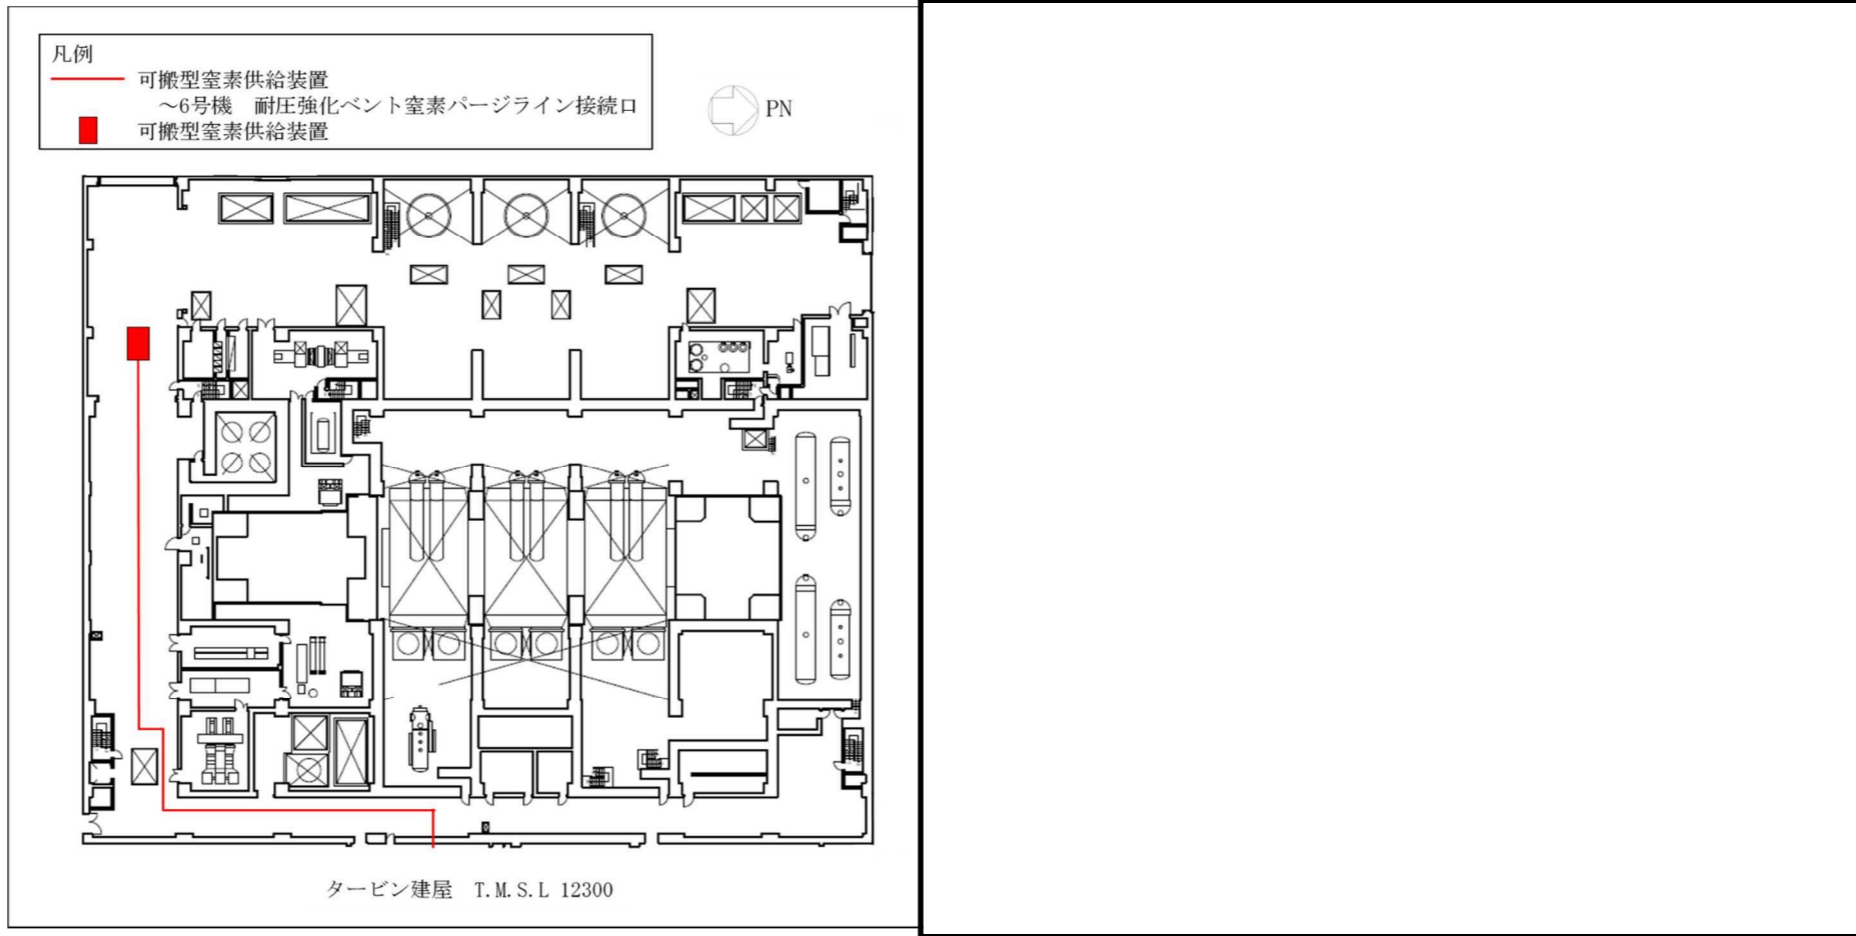 凡例
可搬型窒素供給装置
～6号機　耐圧強化ベント窒素パージライン接続口
可搬型窒素供給装置
PN
タービン建屋　T.M.S.L 12300